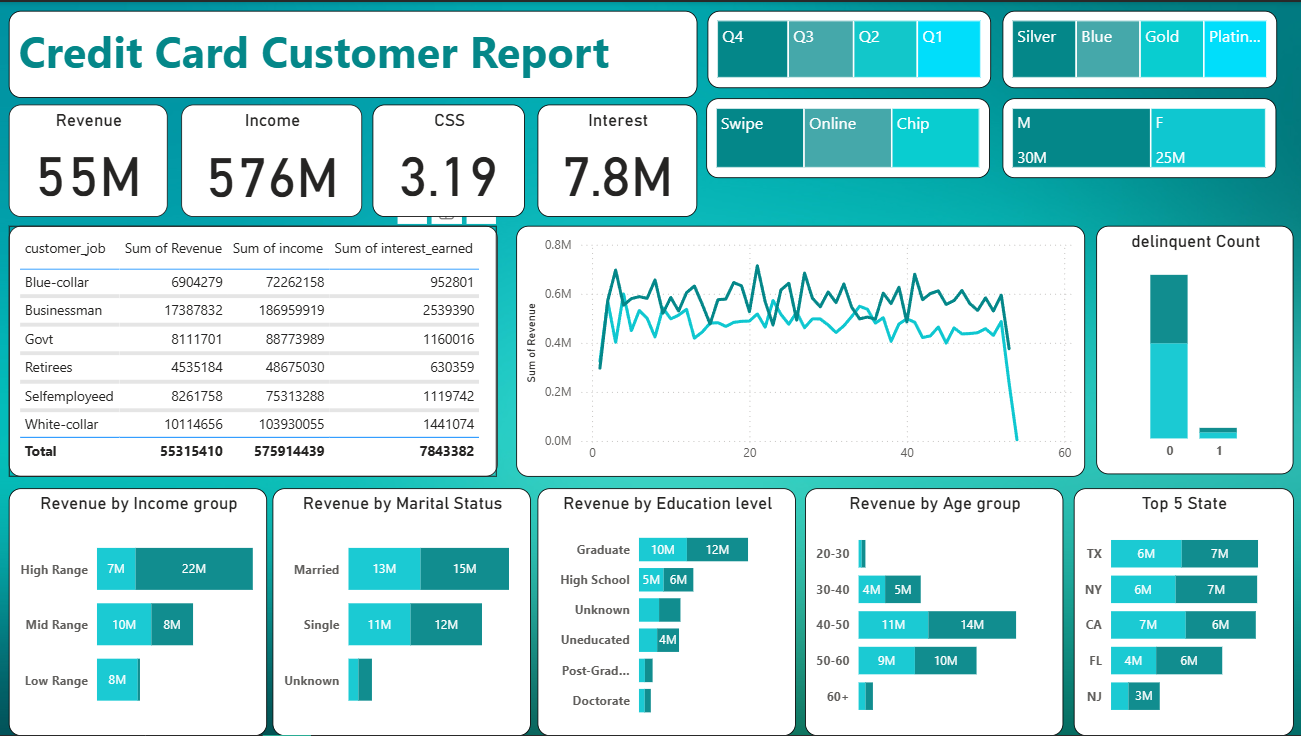 Credit Card Customer Report
Q4 Q3 Q2 Q1
Silver Blue Gold Platin...
Revenue
55M
Income
576M
CSS
3.19
Interest
7.8M
Swipe Online Chip
M F
30M 25M
customer_job Sum of Revenue Sum of income Sum of interest_earned
Blue-collar 6904279 72262158 952801
Businessman 17387832 186959919 2539390
Govt 8111701 88773989 1160016
Retirees 4535184 48675030 630359
Selfemployeed 8261758 75313288 1119742
White-collar 10114656 103930055 1441074
Total 55315410 575914439 7843382
Sum of Revenue
0.8M
0.6M
0.4M
0.2M
0.0M
0 20 40 60
delinquent Count
0 1
Revenue by Income group
High Range 7M 22M
Mid Range 10M 8M
Low Range 8M
Revenue by Marital Status
Married 13M 15M
Single 11M 12M
Unknown
Revenue by Education level
Graduate 10M 12M
High School 5M 6M
Unknown
Uneducated 4M
Post-Grad...
Doctorate
Revenue by Age group
20-30
30-40 4M 5M
40-50 11M 14M
50-60 9M 10M
60+
Top 5 State
TX 6M 7M
NY 6M 7M
CA 7M 6M
FL 4M 6M
NJ 3M